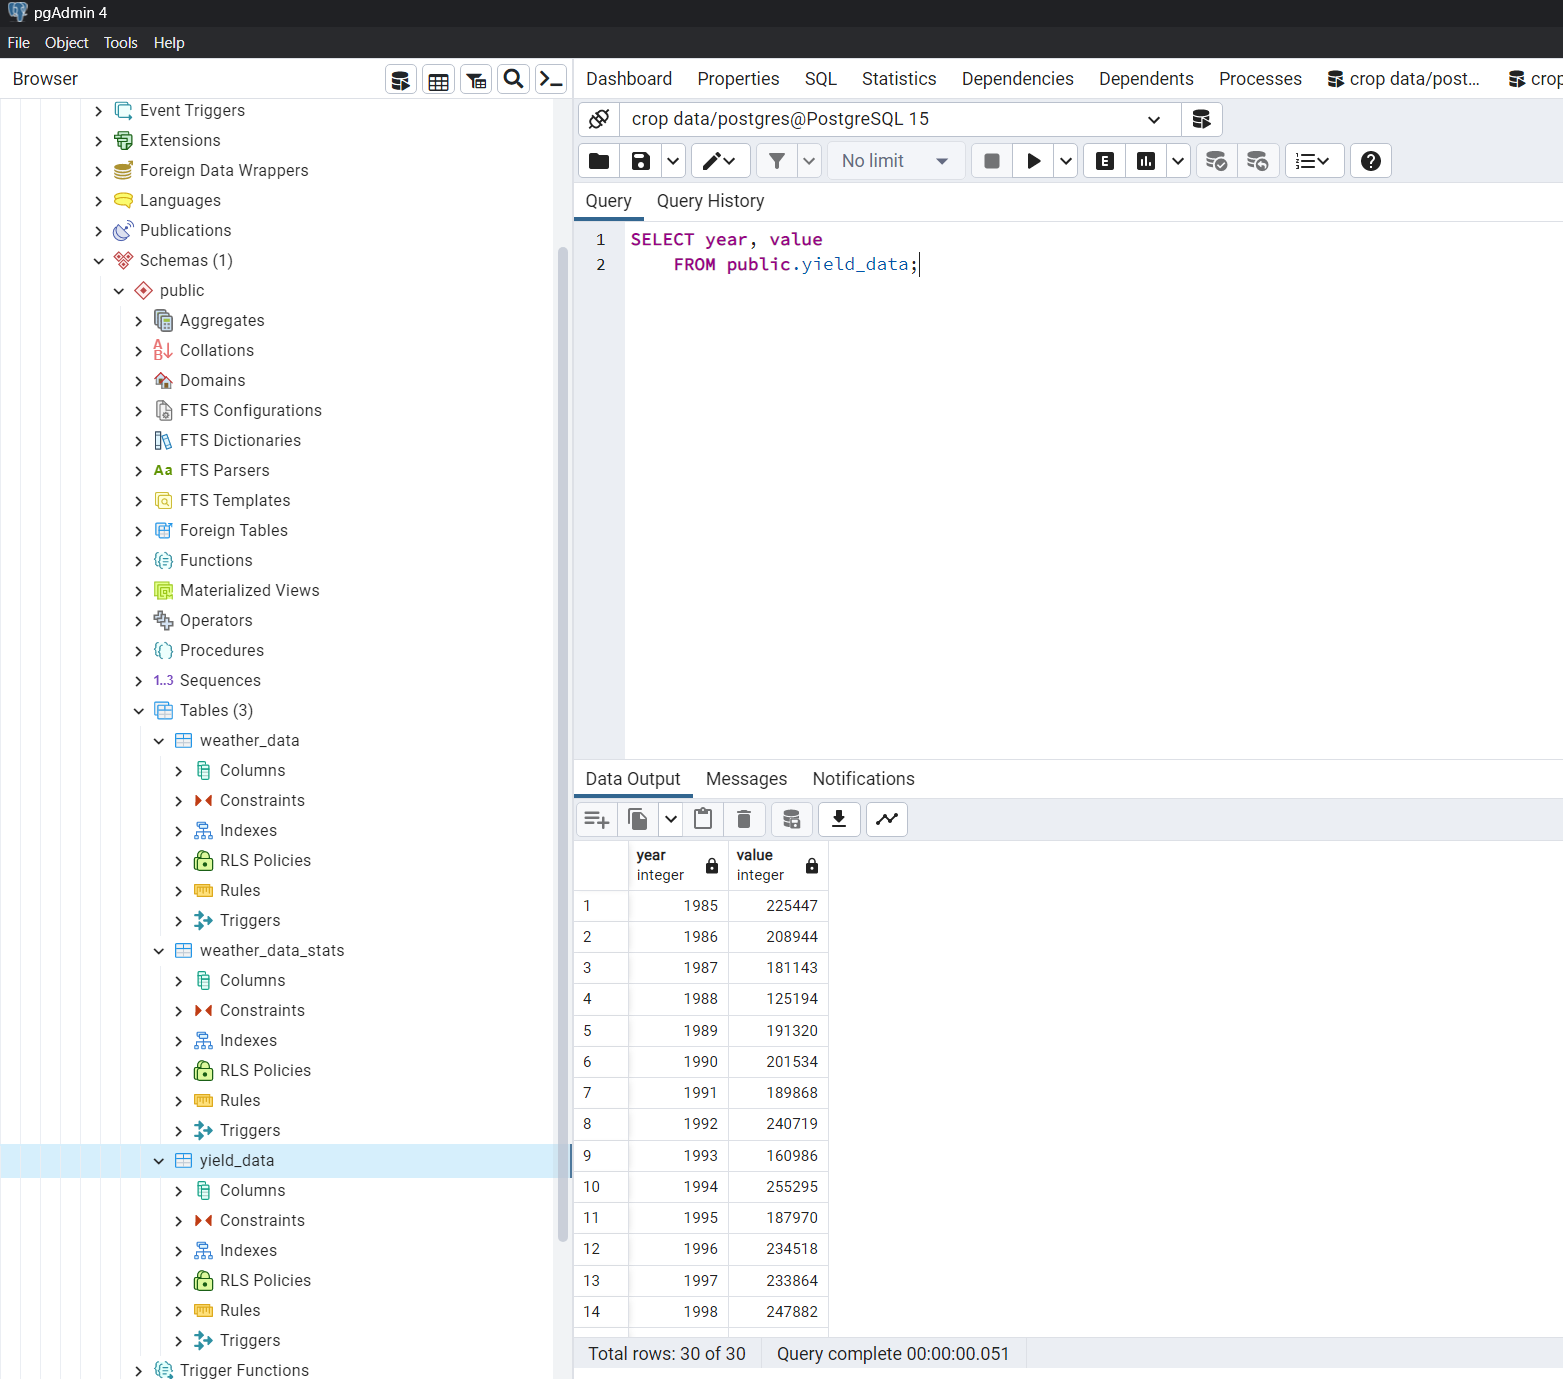 pgAdmin 4
File Object Tools Help
Browser
Event Triggers
Extensions
Foreign Data Wrappers
Languages
Publications
Schemas (1)
public
Aggregates
Collations
Domains
FTS Configurations
FTS Dictionaries
Aa FTS Parsers
FTS Templates
Foreign Tables
Functions
Materialized Views
Operators
Procedures
1..3 Sequences
Tables (3)
weather_data
Columns
Constraints
Indexes
RLS Policies
Rules
Triggers
weather_data_stats
Columns
Constraints
Indexes
RLS Policies
Rules
Triggers
yield_data
Columns
Constraints
Indexes
RLS Policies
Rules
Triggers
Trigger Functions
Dashboard Properties SQL Statistics Dependencies Dependents Processes crop data/post... crop
crop data/postgres@PostgreSQL 15
No limit
Query Query History
1 SELECT year, value
2 FROM public.yield_data;
Data Output Messages Notifications
year value
integer integer
1 1985 225447
2 1986 208944
3 1987 181143
4 1988 125194
5 1989 191320
6 1990 201534
7 1991 189868
8 1992 240719
9 1993 160986
10 1994 255295
11 1995 187970
12 1996 234518
13 1997 233864
14 1998 247882
Total rows: 30 of 30 Query complete 00:00:00.051